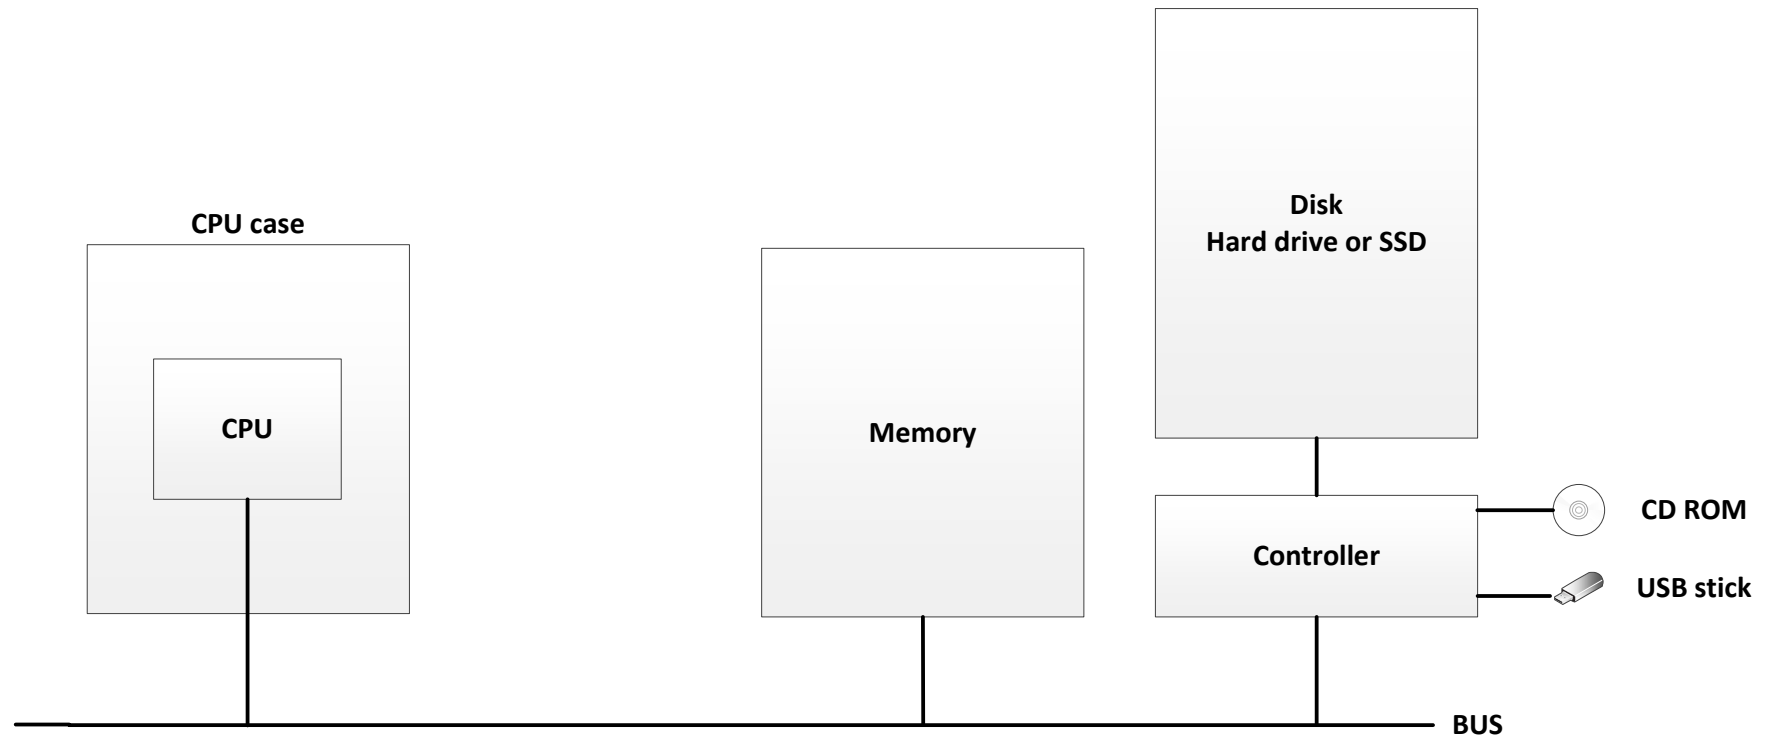 CPU case
CPU
Memory
Disk
Hard drive or SSD
Controller
CD ROM
USB stick
BUS